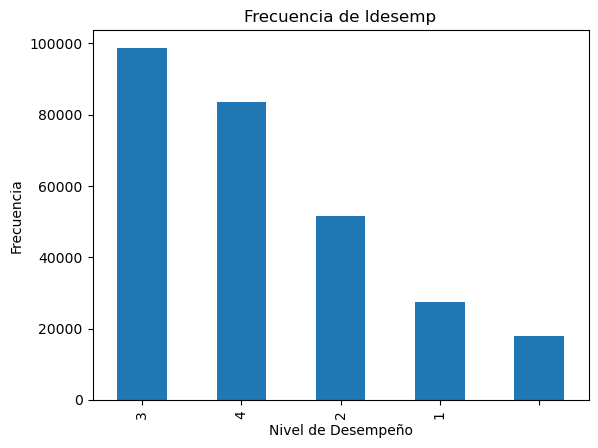 Frecuencia de Idesemp
100000
80000
60000
40000
20000
0
Frecuencia
3 4 2 1
Nivel de Desempeño